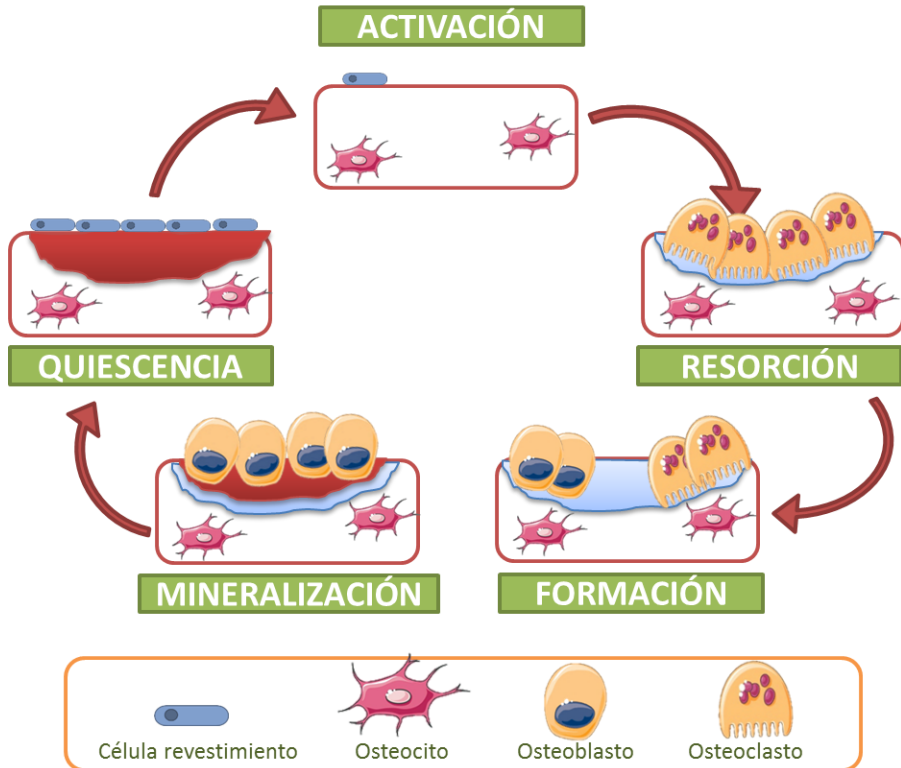 ACTIVACIÓN
QUIESCENCIA
RESORCIÓN
MINERALIZACIÓN
FORMACIÓN
Célula revestimiento
Osteocito
Osteoblasto
Osteoclasto